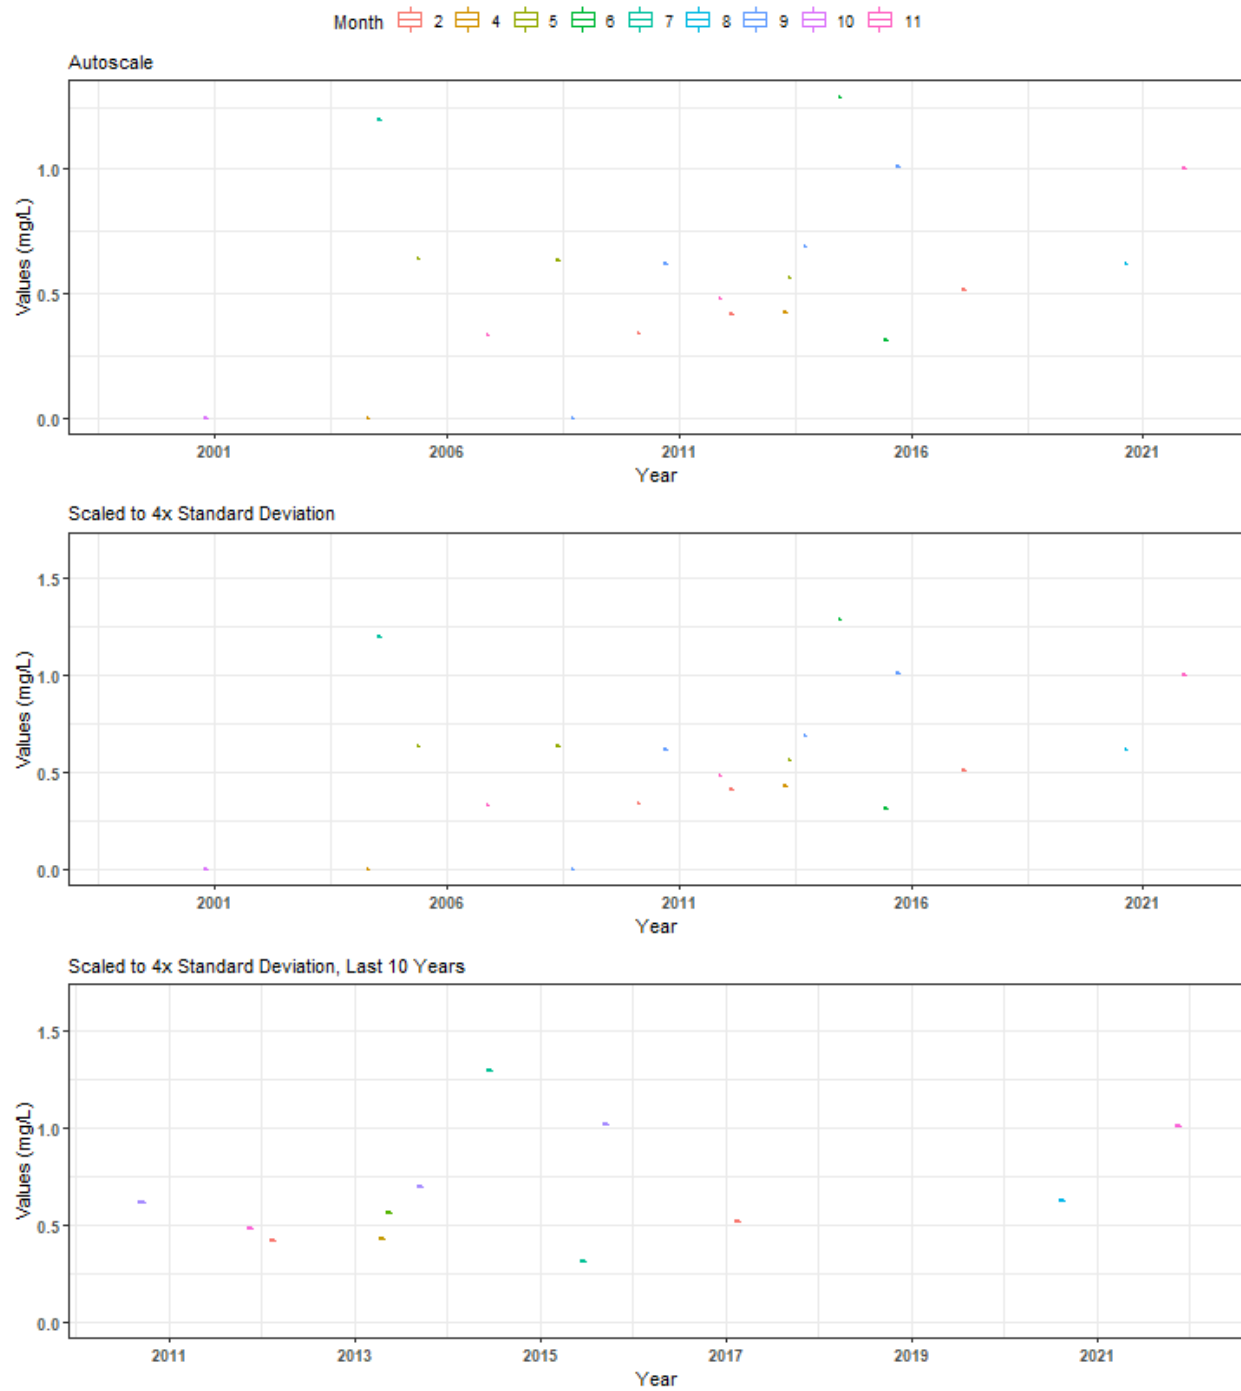 Month 2 4 5 6 7 8 9 10 11
Autoscale
Values (mg/L)
1.0
0.5
0.0
2001 2006 2011 2016 2021
Year
Scaled to 4x Standard Deviation
Values (mg/L)
1.5
1.0
0.5
0.0
2001 2006 2011 2016 2021
Year
Scaled to 4x Standard Deviation, Last 10 Years
Values (mg/L)
1.5
1.0
0.5
0.0
2011 2013 2015 2017 2019 2021
Year